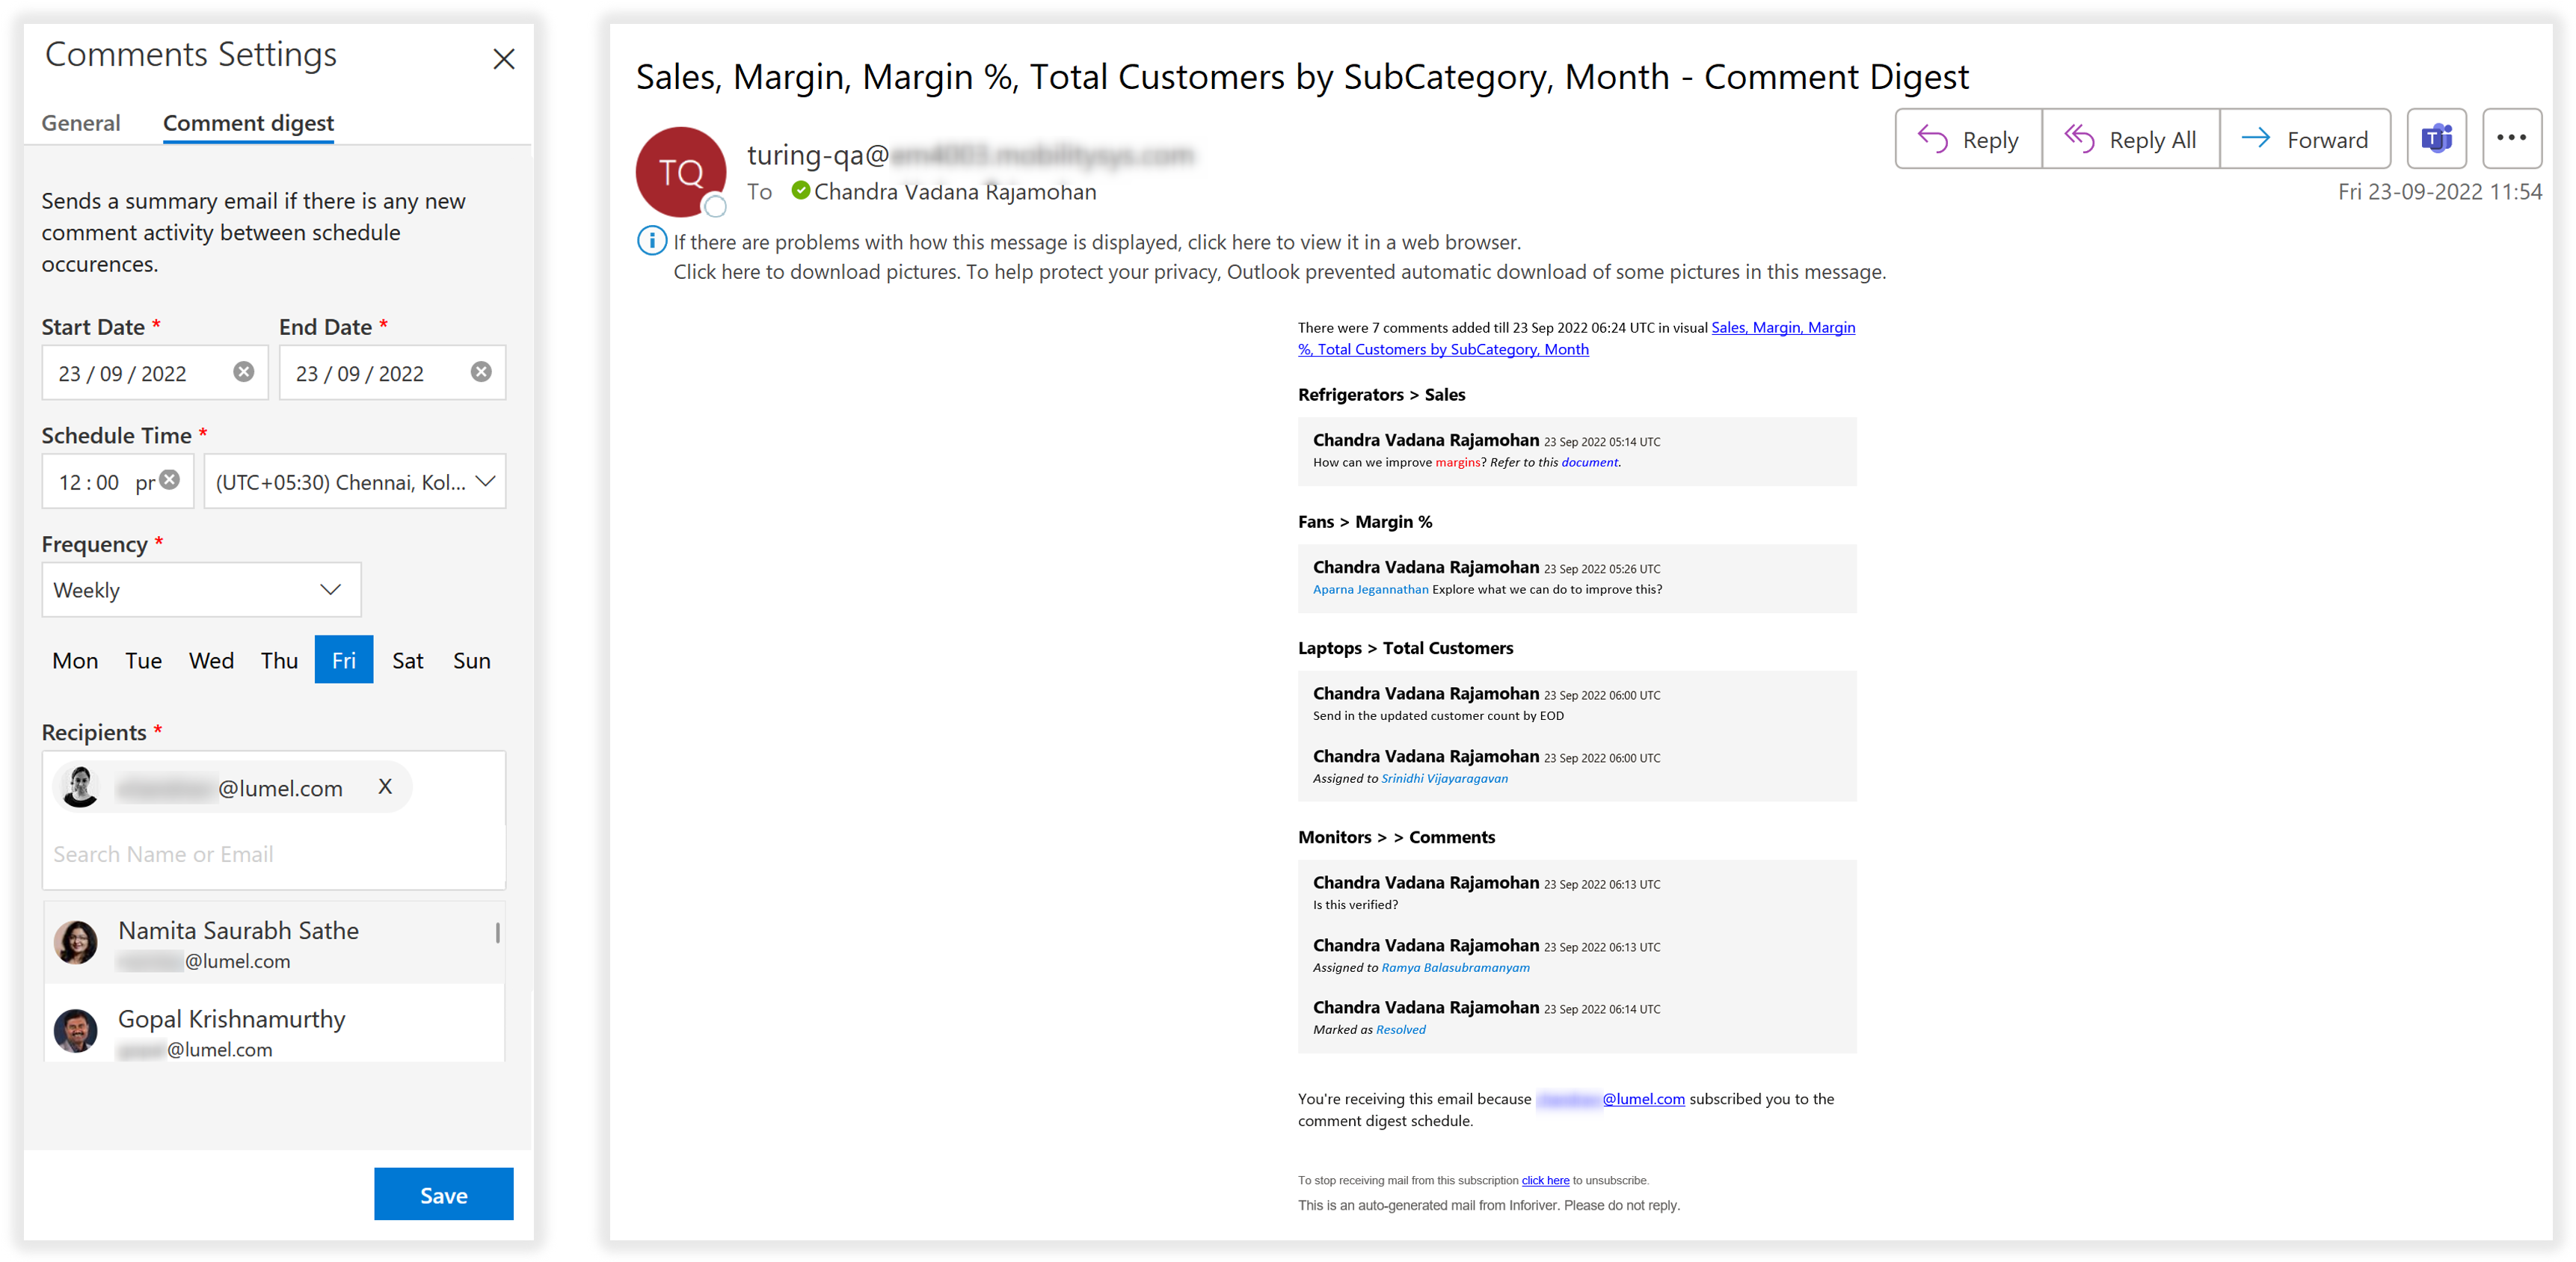 Comments Settings
General Comment digest
Sends a summary email if there is any new
comment activity between schedule
occurences.
Start Date * End Date *
23 / 09 / 2022 23 / 09 / 2022
Schedule Time *
12 : 00 pr (UTC+05:30) Chennai, Kol...
Frequency *
Weekly
Mon Tue Wed Thu Fri Sat Sun
Recipients *
@lumel.com X
Search Name or Email
Namita Saurabh Sathe
@lumel.com
Gopal Krishnamurthy
@lumel.com
Save
Sales, Margin, Margin %, Total Customers by SubCategory, Month - Comment Digest
Reply Reply All Forward
TQ
turing-qa@
To Chandra Vadana Rajamohan
Fri 23-09-2022 11:54
If there are problems with how this message is displayed, click here to view it in a web browser.
Click here to download pictures. To help protect your privacy, Outlook prevented automatic download of some pictures in this message.
There were 7 comments added till 23 Sep 2022 06:24 UTC in visual Sales, Margin, Margin
%, Total Customers by SubCategory, Month
Refrigerators > Sales
Chandra Vadana Rajamohan 23 Sep 2022 05:14 UTC
How can we improve margins? Refer to this document.
Fans > Margin %
Chandra Vadana Rajamohan 23 Sep 2022 05:26 UTC
Aparna Jegannathan Explore what we can do to improve this?
Laptops > Total Customers
Chandra Vadana Rajamohan 23 Sep 2022 06:00 UTC
Send in the updated customer count by EOD
Chandra Vadana Rajamohan 23 Sep 2022 06:00 UTC
Assigned to Srinidhi Vijayaragavan
Monitors > > Comments
Chandra Vadana Rajamohan 23 Sep 2022 06:13 UTC
Is this verified?
Chandra Vadana Rajamohan 23 Sep 2022 06:13 UTC
Assigned to Ramya Balasubramanyam
Chandra Vadana Rajamohan 23 Sep 2022 06:14 UTC
Marked as Resolved
You're receiving this email because @lumel.com subscribed you to the
comment digest schedule.
To stop receiving mail from this subscription click here to unsubscribe.
This is an auto-generated mail from Inforiver. Please do not reply.